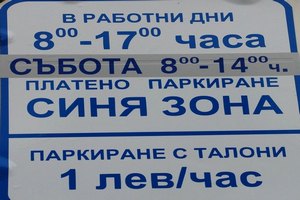 В РАБОТНИ ДНИ
8⁰⁰-17⁰⁰ ЧАСА
СЪБОТА 8⁰⁰-14⁰⁰ч.
ПЛАТЕНО ПАРКИРАНЕ
СИНЯ ЗОНА
ПАРКИРАНЕ С ТАЛОНИ
1 ЛЕВ/ЧАС